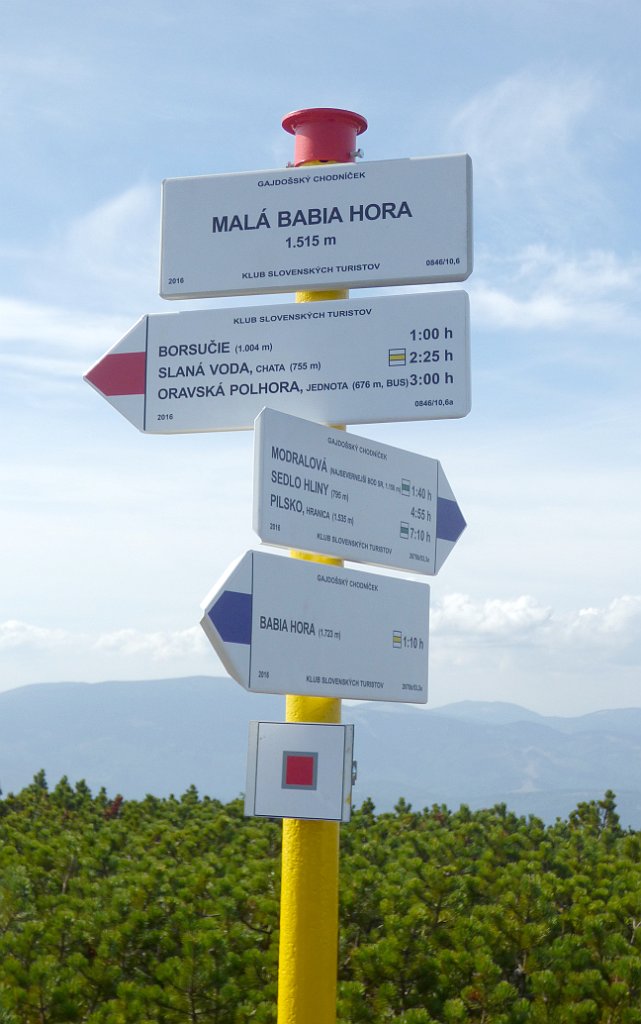 GAJDOŠSKÝ CHODNÍČEK
MALÁ BABIA HORA
1.515 m
2016 KLUB SLOVENSKÝCH TURISTOV 0846/10,6
KLUB SLOVENSKÝCH TURISTOV
BORSUČIE (1.004 m) 1:00 h
SLANÁ VODA, CHATA (755 m) 2:25 h
ORAVSKÁ POLHORA, JEDNOTA (676 m, BUS) 3:00 h
2016 0846/10,6a
GAJDOŠSKÝ CHODNÍČEK
MODRALOVÁ (NAJSEVERNEJŠÍ BOD SR, m) 1:40 h
SEDLO HLINY (795 m) 4:55 h
PILSKO, HRANICA (1.535 m) 7:10 h
2016 KLUB SLOVENSKÝCH TURISTOV
GAJDOŠSKÝ CHODNÍČEK
BABIA HORA (1.723 m) 1:10 h
2016 KLUB SLOVENSKÝCH TURISTOV